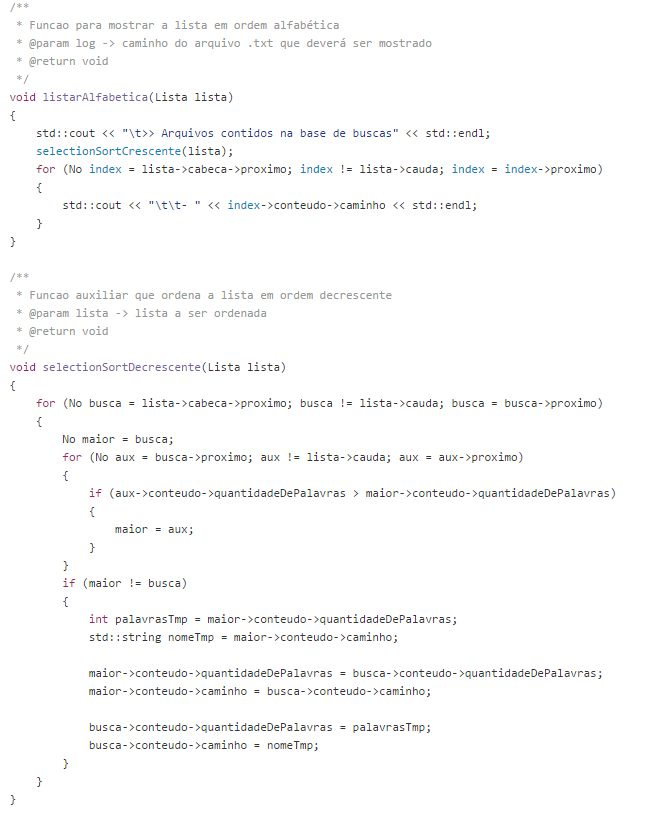 /**
 * Funcao para mostrar a lista em ordem alfabética
 * @param log -> caminho do arquivo .txt que deverá ser mostrado
 * @return void
 */
void listarAlfabetica(Lista lista)
{
    std::cout << "\t>> Arquivos contidos na base de buscas" << std::endl;
    selectionSortCrescente(lista);
    for (No index = lista->cabeca->proximo; index != lista->cauda; index = index->proximo)
    {
        std::cout << "\t\t- " << index->conteudo->caminho << std::endl;
    }
}

/**
 * Funcao auxiliar que ordena a lista em ordem decrescente
 * @param lista -> lista a ser ordenada
 * @return void
 */
void selectionSortDecrescente(Lista lista)
{
    for (No busca = lista->cabeca->proximo; busca != lista->cauda; busca = busca->proximo)
    {
        No maior = busca;
        for (No aux = busca->proximo; aux != lista->cauda; aux = aux->proximo)
        {
            if (aux->conteudo->quantidadeDePalavras > maior->conteudo->quantidadeDePalavras)
            {
                maior = aux;
            }
        }
        if (maior != busca)
        {
            int palavrasTmp = maior->conteudo->quantidadeDePalavras;
            std::string nomeTmp = maior->conteudo->caminho;

            maior->conteudo->quantidadeDePalavras = busca->conteudo->quantidadeDePalavras;
            maior->conteudo->caminho = busca->conteudo->caminho;

            busca->conteudo->quantidadeDePalavras = palavrasTmp;
            busca->conteudo->caminho = nomeTmp;
        }
    }
}